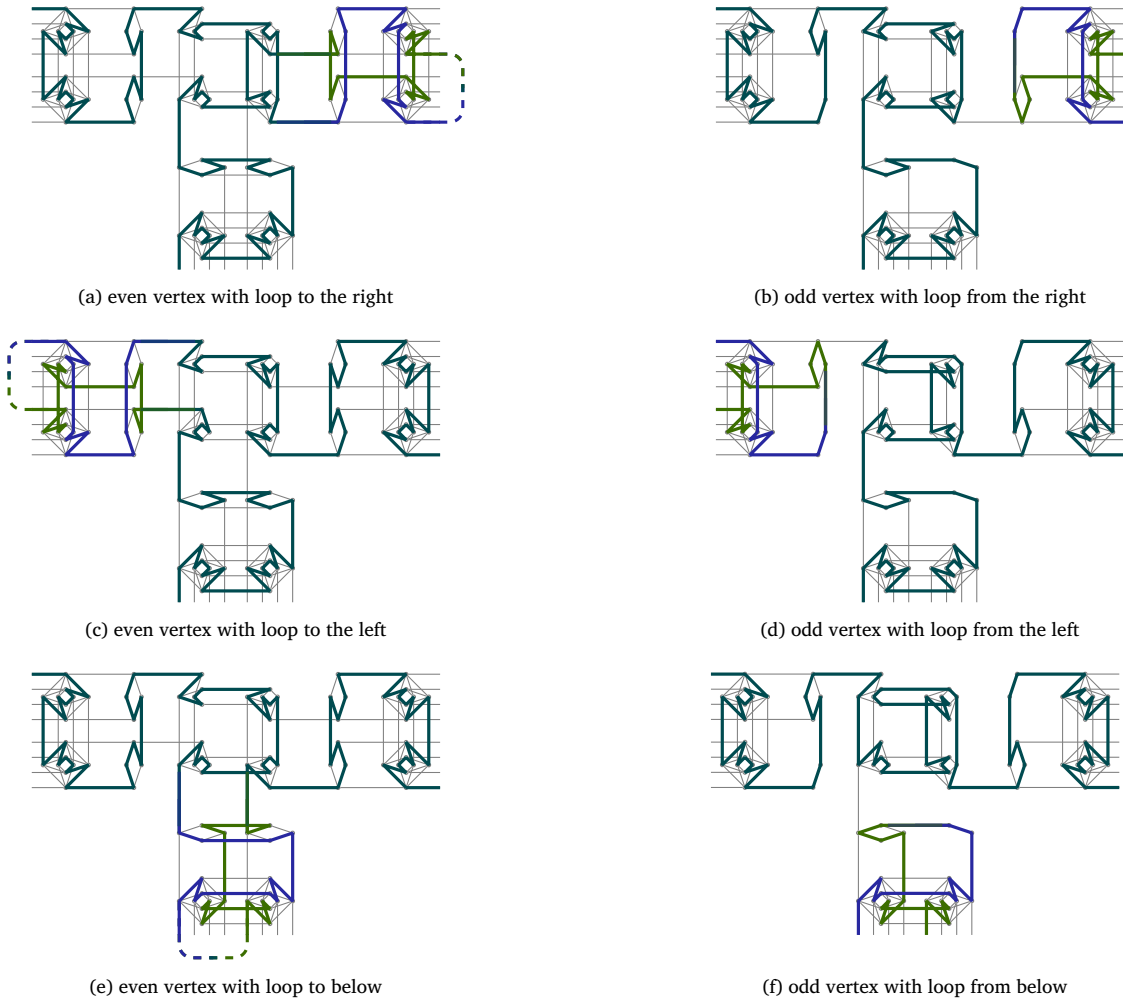 (a) even vertex with loop to the right
(b) odd vertex with loop from the right
(c) even vertex with loop to the left
(d) odd vertex with loop from the left
(e) even vertex with loop to below
(f) odd vertex with loop from below